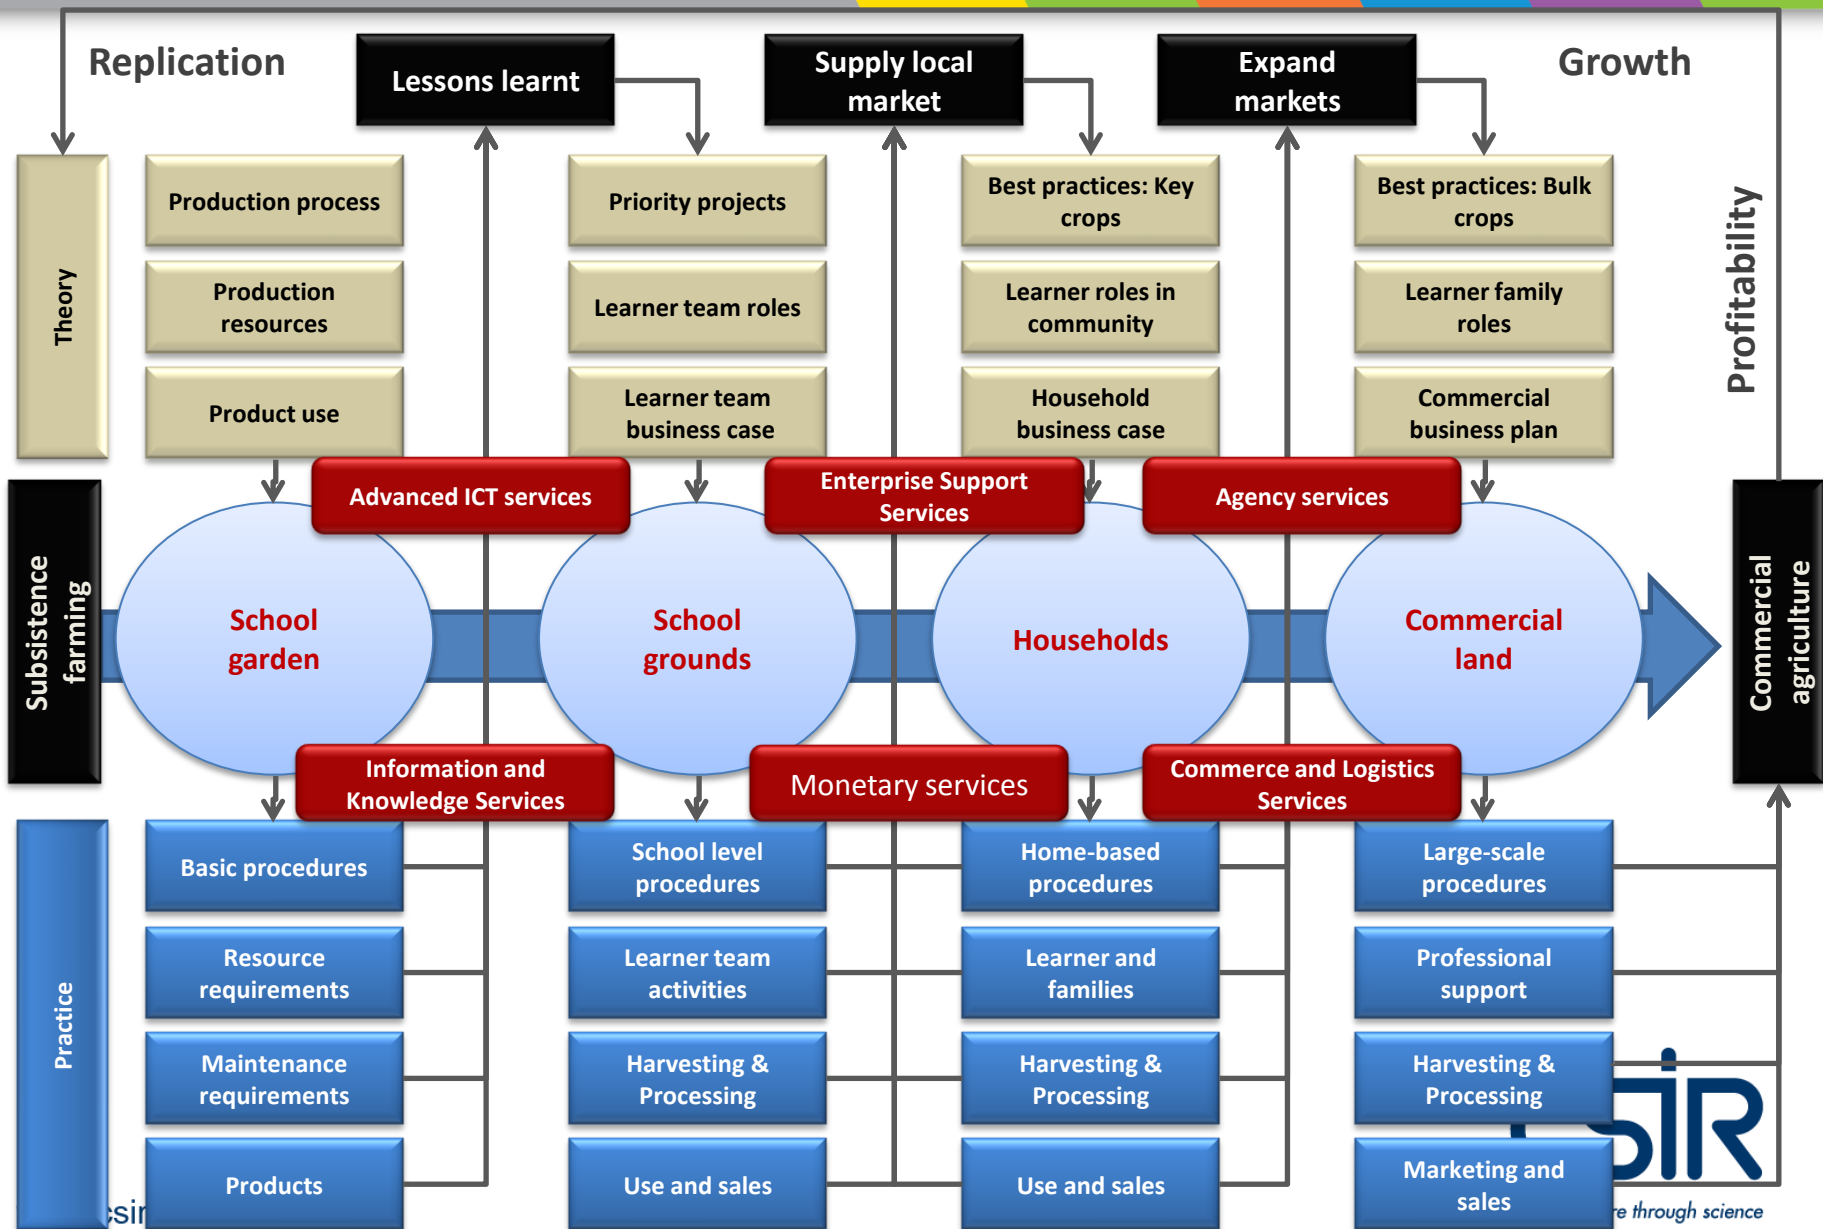 Replication
Growth
Lessons learnt
Supply local
market
Expand
markets
Theory
Production process
Priority projects
Best practices: Key
crops
Best practices: Bulk
crops
Production
resources
Learner team roles
Learner roles in
community
Learner family
roles
Profitability
Product use
Learner team
business case
Household
business case
Commercial
business plan
Advanced ICT services
Enterprise Support
Services
Agency services
Subsistence
farming
School
garden
School
grounds
Households
Commercial
land
Commercial
agriculture
Information and
Knowledge Services
Monetary services
Commerce and Logistics
Services
Practice
Basic procedures
School level
procedures
Home-based
procedures
Large-scale
procedures
Resource
requirements
Learner team
activities
Learner and
families
Professional
support
Maintenance
requirements
Harvesting &
Processing
Harvesting &
Processing
Harvesting &
Processing
Products
Use and sales
Use and sales
Marketing and
sales
CSIR
through science